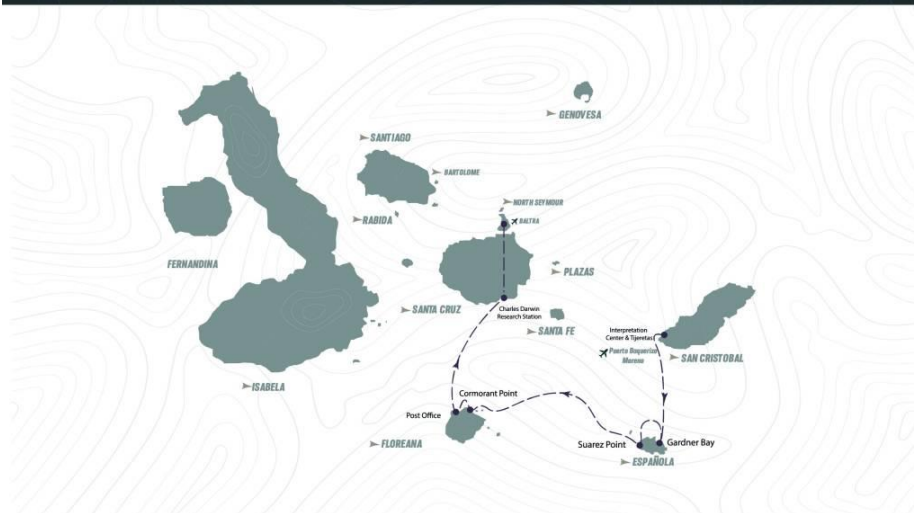 GENOVESA
SANTIAGO
BARTOLOME
NORTH SEYMOUR
BALTRA
RABIDA
FERNANDINA
PLAZAS
SANTA CRUZ
Charles Darwin
Research Station
SANTA FE
Interpretation
Center & Tijeretas
Puerto Baquerizo
Moreno
SAN CRISTOBAL
ISABELA
Cormorant Point
Post Office
FLOREANA
Suarez Point
Gardner Bay
ESPAÑOLA